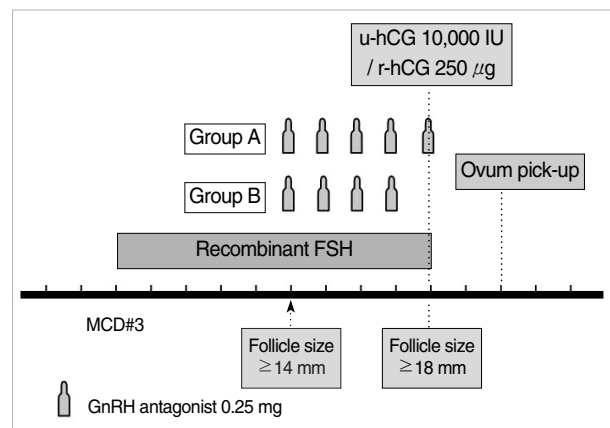 u-hCG 10,000 IU
/ r-hCG 250 μg
Group A
Ovum pick-up
Group B
Recombinant FSH
MCD#3
Follicle size
≥14 mm
Follicle size
≥18 mm
GnRH antagonist 0.25 mg